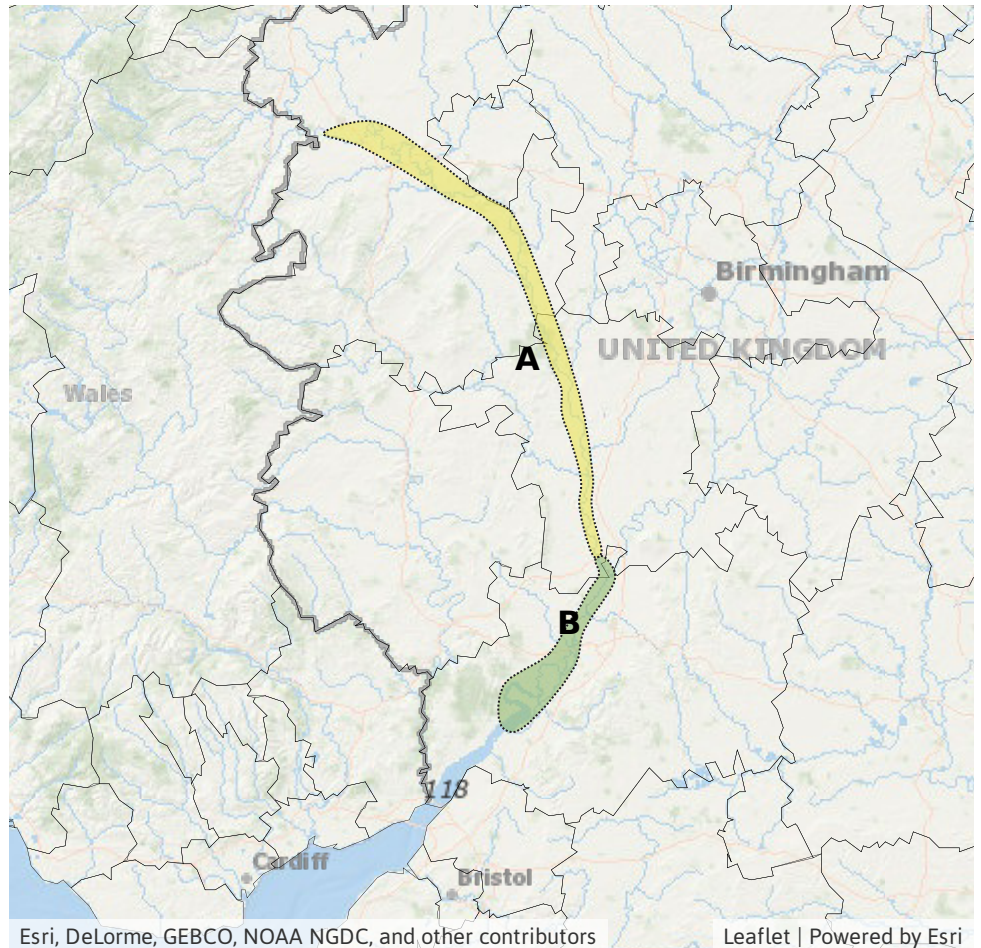 Birmingham
UNITED KINGDOM
A
Wales
B
118
Cardiff
Bristol
Esri, DeLorme, GEBCO, NOAA NGDC, and other contributors
Leaflet | Powered by Esri